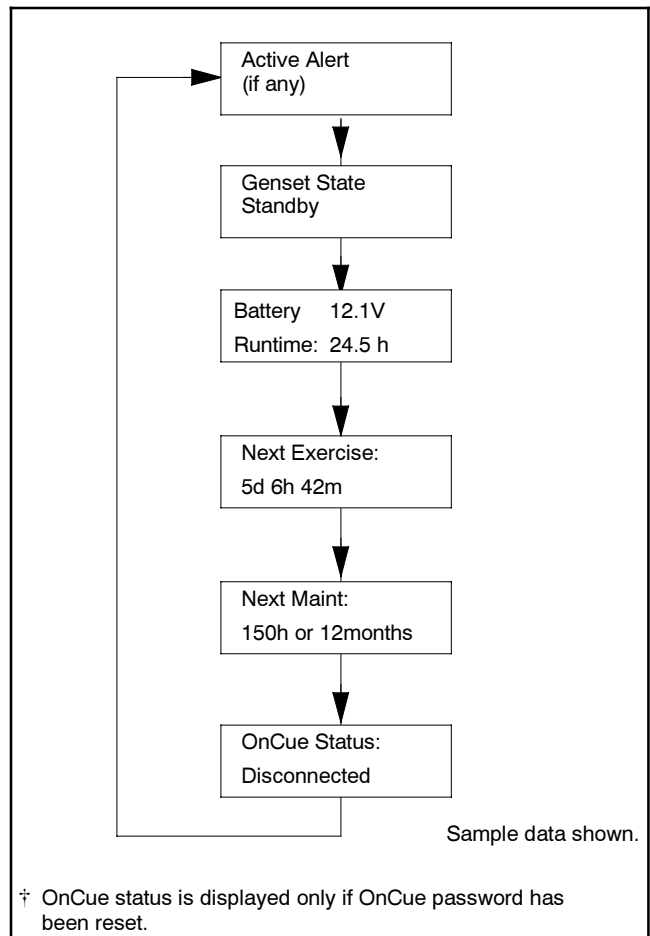 Active Alert
(if any)
Genset State
Standby
Battery 12.1V
Runtime: 24.5 h
Next Exercise:
5d 6h 42m
Next Maint:
150h or 12months
OnCue Status:
Disconnected
Sample data shown.
† OnCue status is displayed only if OnCue password has
been reset.